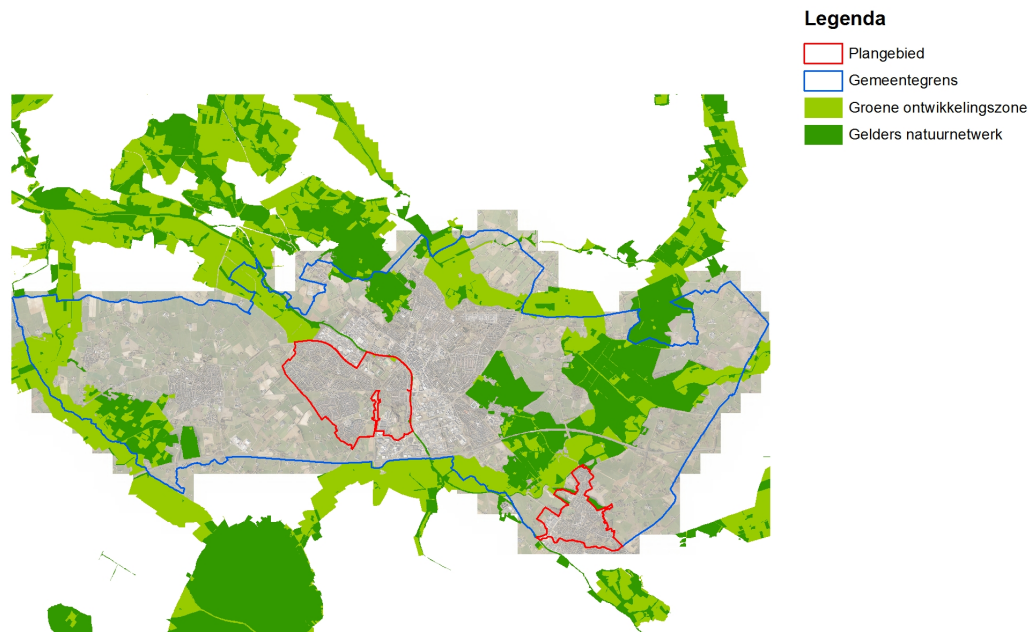 Legenda
Plangebied
Gemeentegrens
Groene ontwikkelingszone
Gelders natuurnetwerk